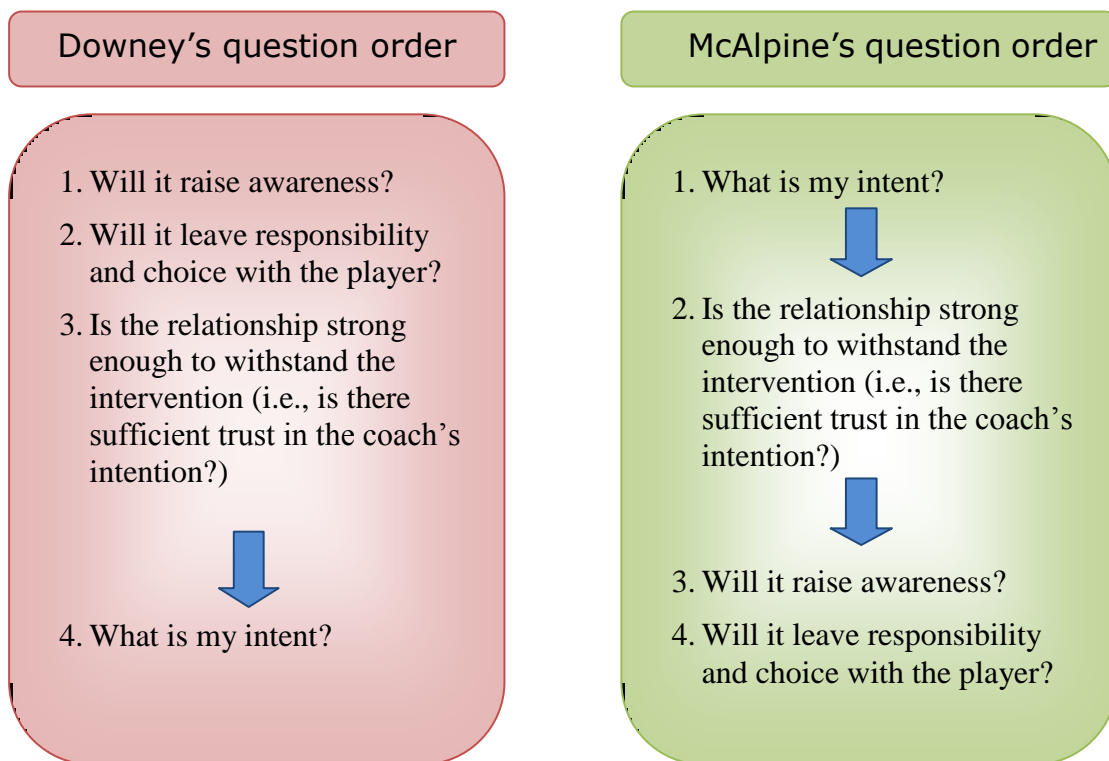 Downey’s question order
1. Will it raise awareness?
2. Will it leave responsibility
and choice with the player?
3. Is the relationship strong
enough to withstand the
intervention (i.e., is there
sufficient trust in the coach’s
intention?)
4. What is my intent?
McAlpine’s question order
1. What is my intent?
2. Is the relationship strong
enough to withstand the
intervention (i.e., is there
sufficient trust in the coach’s
intention?)
3. Will it raise awareness?
4. Will it leave responsibility
and choice with the player?